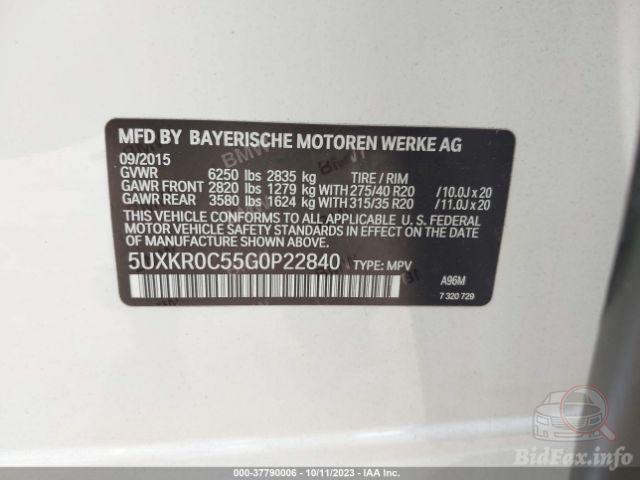 MFD BY BAYERISCHE MOTOREN WERKE AG
09/2015
GVWR 6250 lbs 2835 kg TIRE / RIM
GAWR FRONT 2820 lbs 1279 kg WITH 275/40 R20 /10.0J x 20
GAWR REAR 3580 lbs 1624 kg WITH 315/35 R20 /11.0J x 20
THIS VEHICLE CONFORMS TO ALL APPLICABLE U. S. FEDERAL
MOTOR VEHICLE SAFETY STANDARDS IN EFFECT ON THE
DATE OF MANUFACTURE SHOWN ABOVE.
5UXKR0C55G0P22840 TYPE: MPV
A96M
7 320 729
BidFax.info
000-37790006 - 10/11/2023 - IAA Inc.